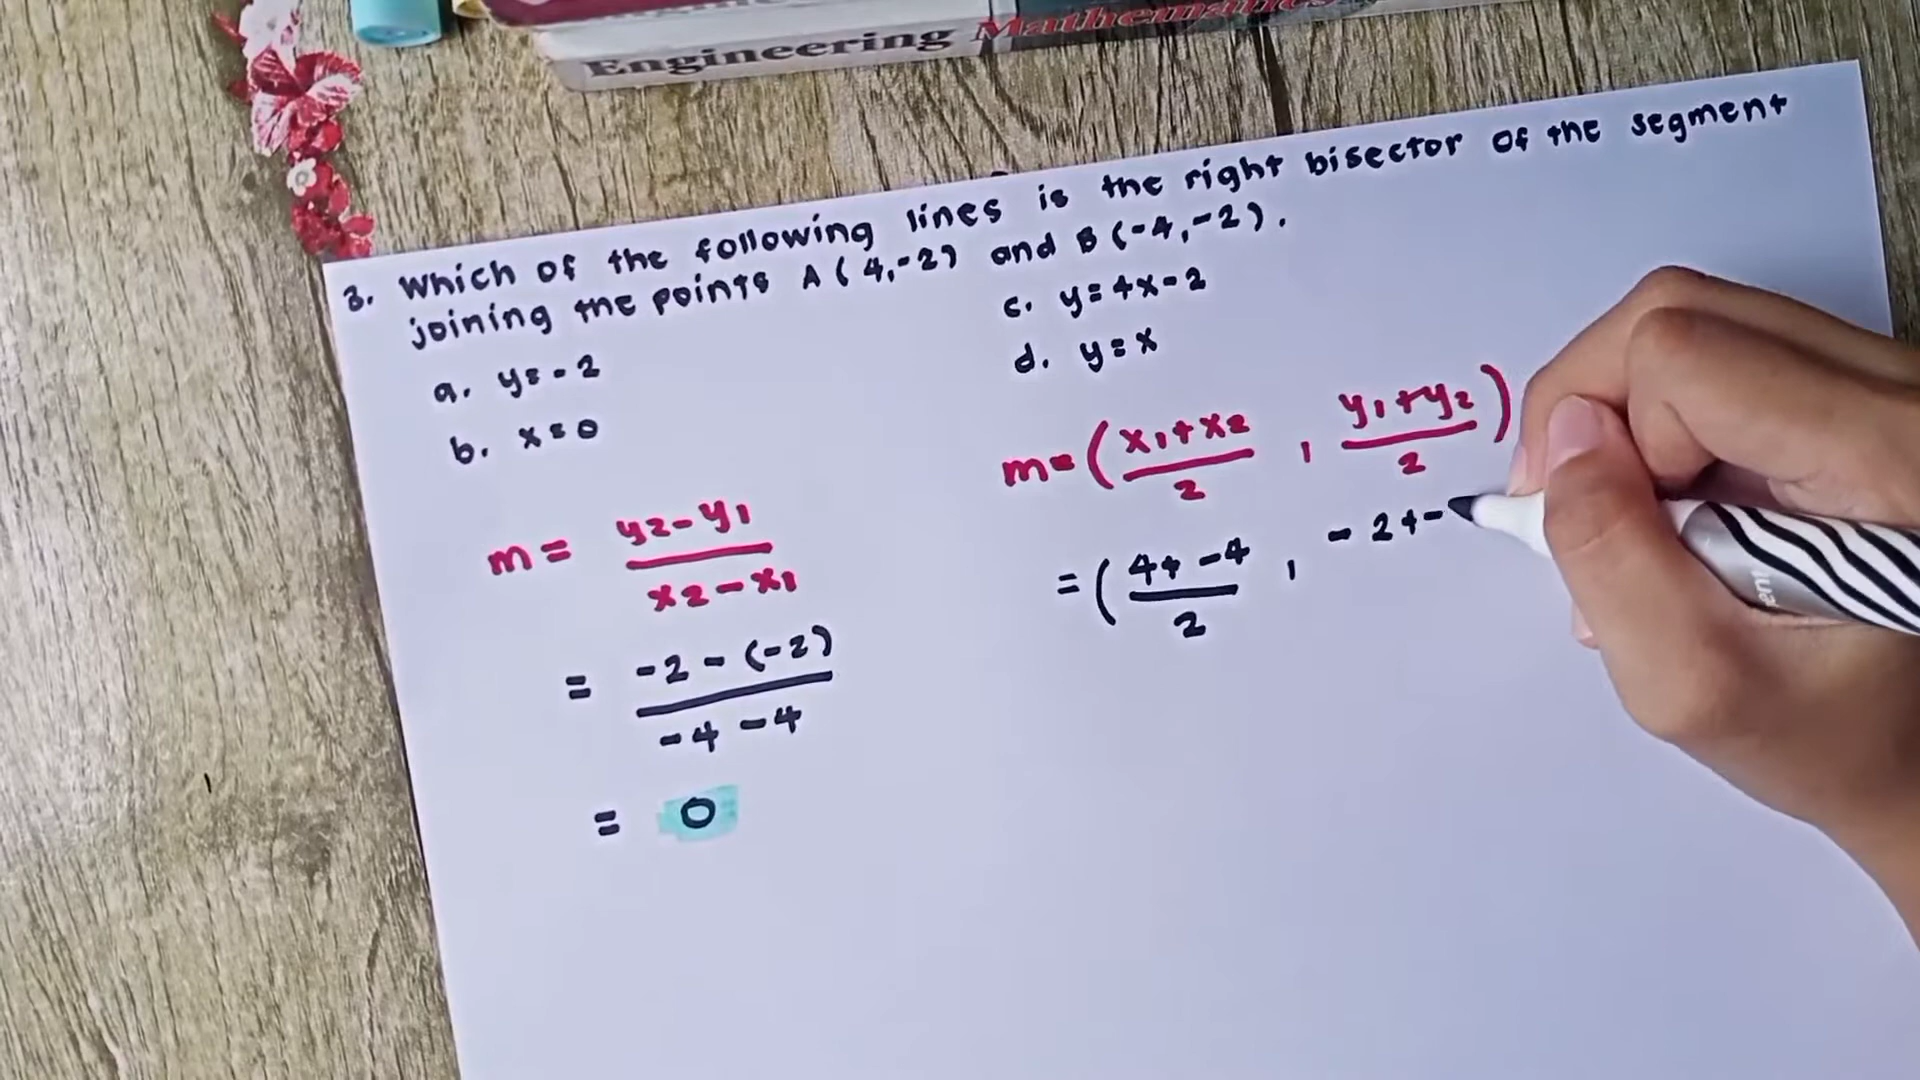 Engineering Mathematics
3. Which of the following lines is the right bisector of the segment
joining the points A(4,-2) and B(-4,-2).
a. y=-2
b. x=0
c. y=4x-2
d. y=x
m= y2-y1
x2-x1
= -2-(-2)
-4-4
= 0
m=(x1+x2 , y1+y2)
2 2
=(4+-4 , -2+-
2